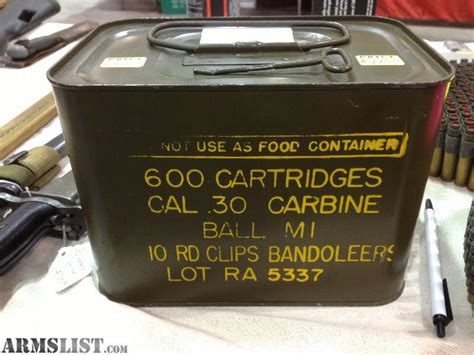 NOT USE AS FOOD CONTAINER
600 CARTRIDGES
CAL .30 CARBINE
BALL M1
10 RD CLIPS BANDOLEERS
LOT RA 5337
ARMSLIST.com